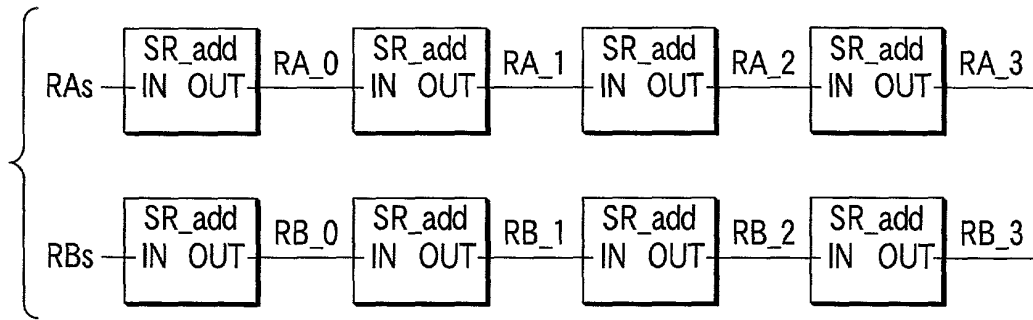 SR_add RA_0 SR_add RA_1 SR_add RA_2 SR_add RA_3
RAs IN OUT IN OUT IN OUT IN OUT
SR_add RB_0 SR_add RB_1 SR_add RB_2 SR_add RB_3
RBs IN OUT IN OUT IN OUT IN OUT